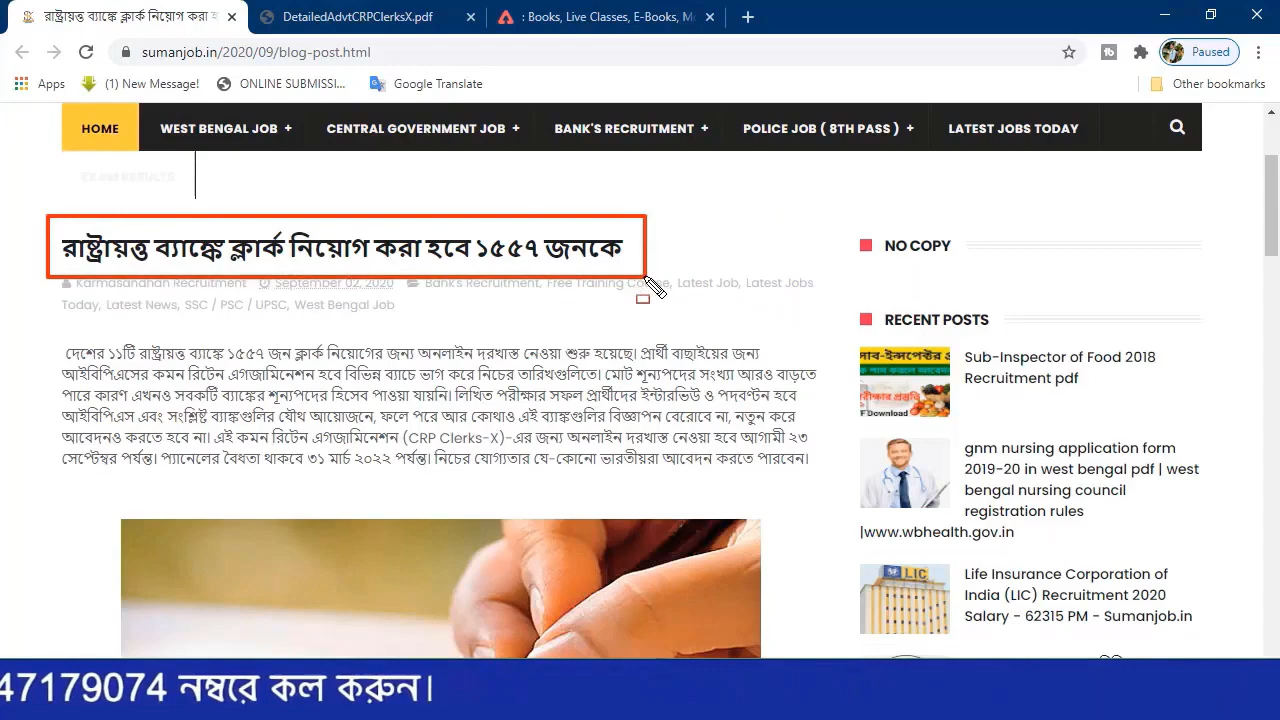 রাষ্ট্রায়ত্ত ব্যাঙ্কে ক্লার্ক নিয়োগ করা হ
DetailedAdvtCRPClerksX.pdf
: Books, Live Classes, E-Books, M
sumanjob.in/2020/09/blog-post.html
Paused
Apps
(1) New Message!
ONLINE SUBMISSI...
Google Translate
Other bookmarks
HOME
WEST BENGAL JOB +
CENTRAL GOVERNMENT JOB +
BANK'S RECRUITMENT +
POLICE JOB ( 8TH PASS ) +
LATEST JOBS TODAY
EXAM RESULTS
রাষ্ট্রায়ত্ত ব্যাঙ্কে ক্লার্ক নিয়োগ করা হবে ১৫৫৭ জনকে
Karmasandhan Recruitment September 02, 2020 Bank's Recruitment, Free Training Course, Latest Job, Latest Jobs
Today, Latest News, SSC / PSC / UPSC, West Bengal Job
দেশের ১১টি রাষ্ট্রায়ত্ত ব্যাঙ্কে ১৫৫৭ জন ক্লার্ক নিয়োগের জন্য অনলাইন দরখাস্ত নেওয়া শুরু হয়েছে। প্রার্থী বাছাইয়ের জন্য
আইবিপিএসের কমন রিটেন এগজামিনেশন হবে বিভিন্ন ব্যাচে ভাগ করে নিচের তারিখগুলিতে। মোট শূন্যপদের সংখ্যা আরও বাড়তে
পারে কারণ এখনও সবকটি ব্যাঙ্কের শূন্যপদের হিসেব পাওয়া যায়নি। লিখিত পরীক্ষার সফল প্রার্থীদের ইন্টারভিউ ও পদবণ্টন হবে
আইবিপিএস এবং সংশ্লিষ্ট ব্যাঙ্কগুলির যৌথ আয়োজনে, ফলে পরে আর কোথাও এই ব্যাঙ্কগুলির বিজ্ঞাপন বেরোবে না, নতুন করে
আবেদনও করতে হবে না। এই কমন রিটেন এগজামিনেশন (CRP Clerks-X)-এর জন্য অনলাইন দরখাস্ত নেওয়া হবে আগামী ২৩
সেপ্টেম্বর পর্যন্ত। প্যানেলের বৈধতা থাকবে ৩১ মার্চ ২০২২ পর্যন্ত। নিচের যোগ্যতার যে-কোনো ভারতীয়রা আবেদন করতে পারবেন।
NO COPY
RECENT POSTS
Sub-Inspector of Food 2018
Recruitment pdf
gnm nursing application form
2019-20 in west bengal pdf | west
bengal nursing council
registration rules
|www.wbhealth.gov.in
LIC
Life Insurance Corporation of
India (LIC) Recruitment 2020
Salary - 62315 PM - Sumanjob.in
47179074 নম্বরে কল করুন।